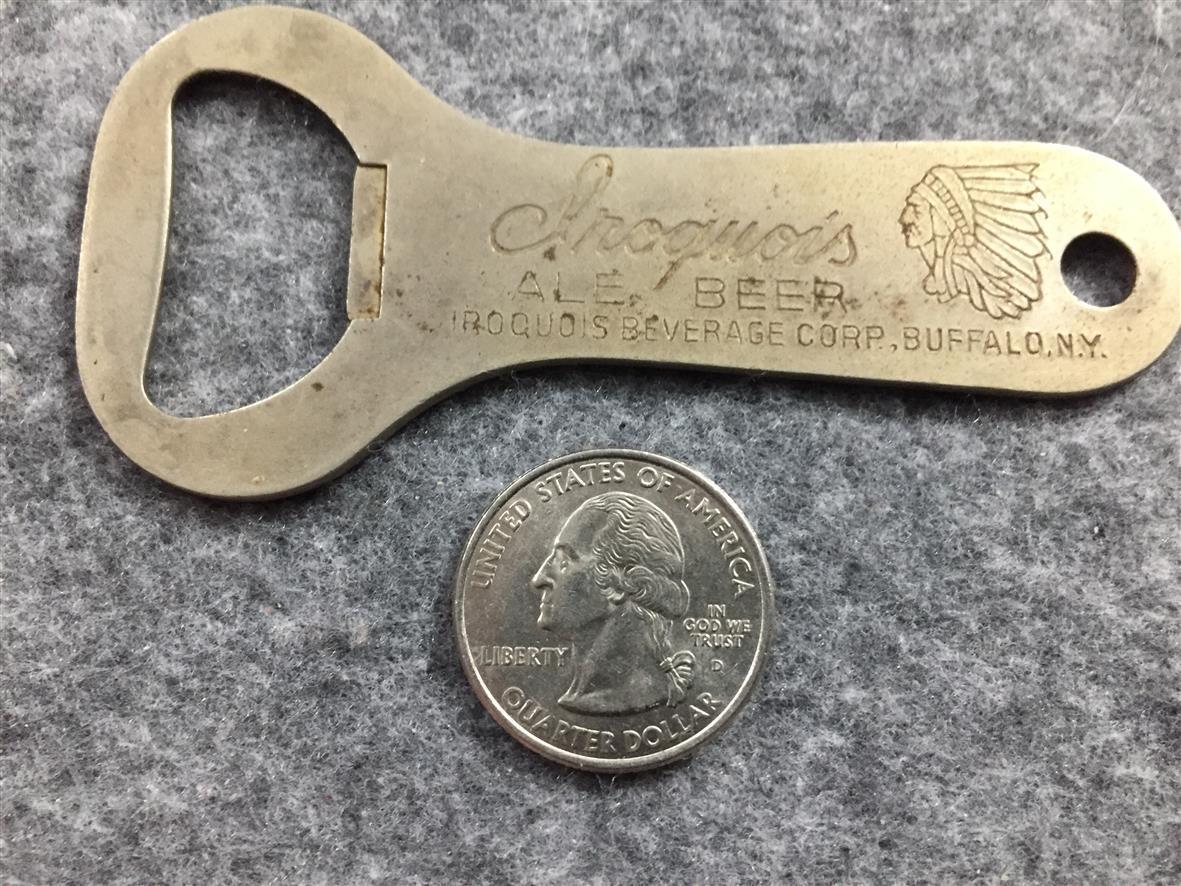 Iroquois
ALE BEER
IROQUOIS BEVERAGE CORP., BUFFALO, N.Y.
UNITED STATES OF AMERICA
IN
GOD WE
TRUST
LIBERTY
D
QUARTER DOLLAR